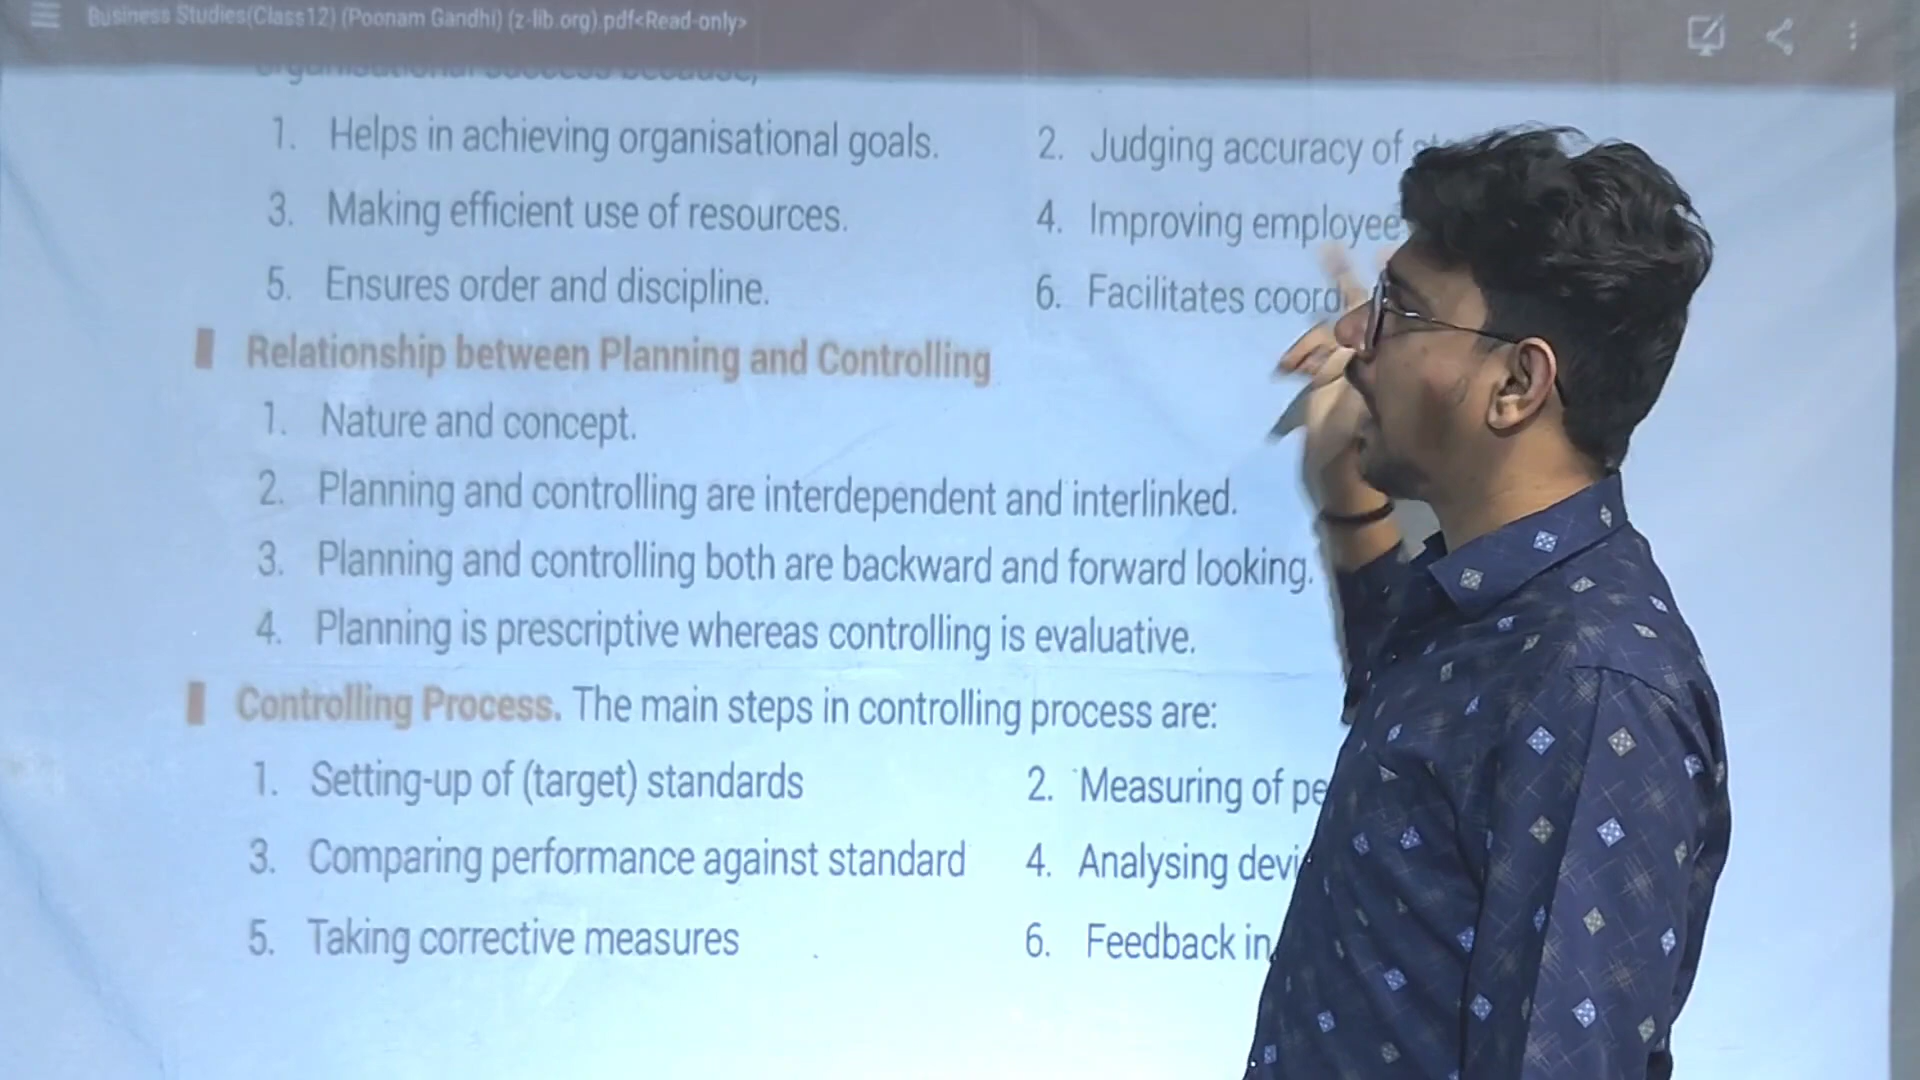 Business Studies(Class12) (Poonam Gandhi) (z-lib.org).pdf<Read-only>
organisational success because,
1. Helps in achieving organisational goals. 2. Judging accuracy of
3. Making efficient use of resources. 4. Improving employee
5. Ensures order and discipline. 6. Facilitates
Relationship between Planning and Controlling
1. Nature and concept.
2. Planning and controlling are interdependent and interlinked.
3. Planning and controlling both are backward and forward looking.
4. Planning is prescriptive whereas controlling is evaluative.
Controlling Process. The main steps in controlling process are:
1. Setting-up of (target) standards 2. Measuring of
3. Comparing performance against standard 4. Analysing
5. Taking corrective measures 6. Feedback